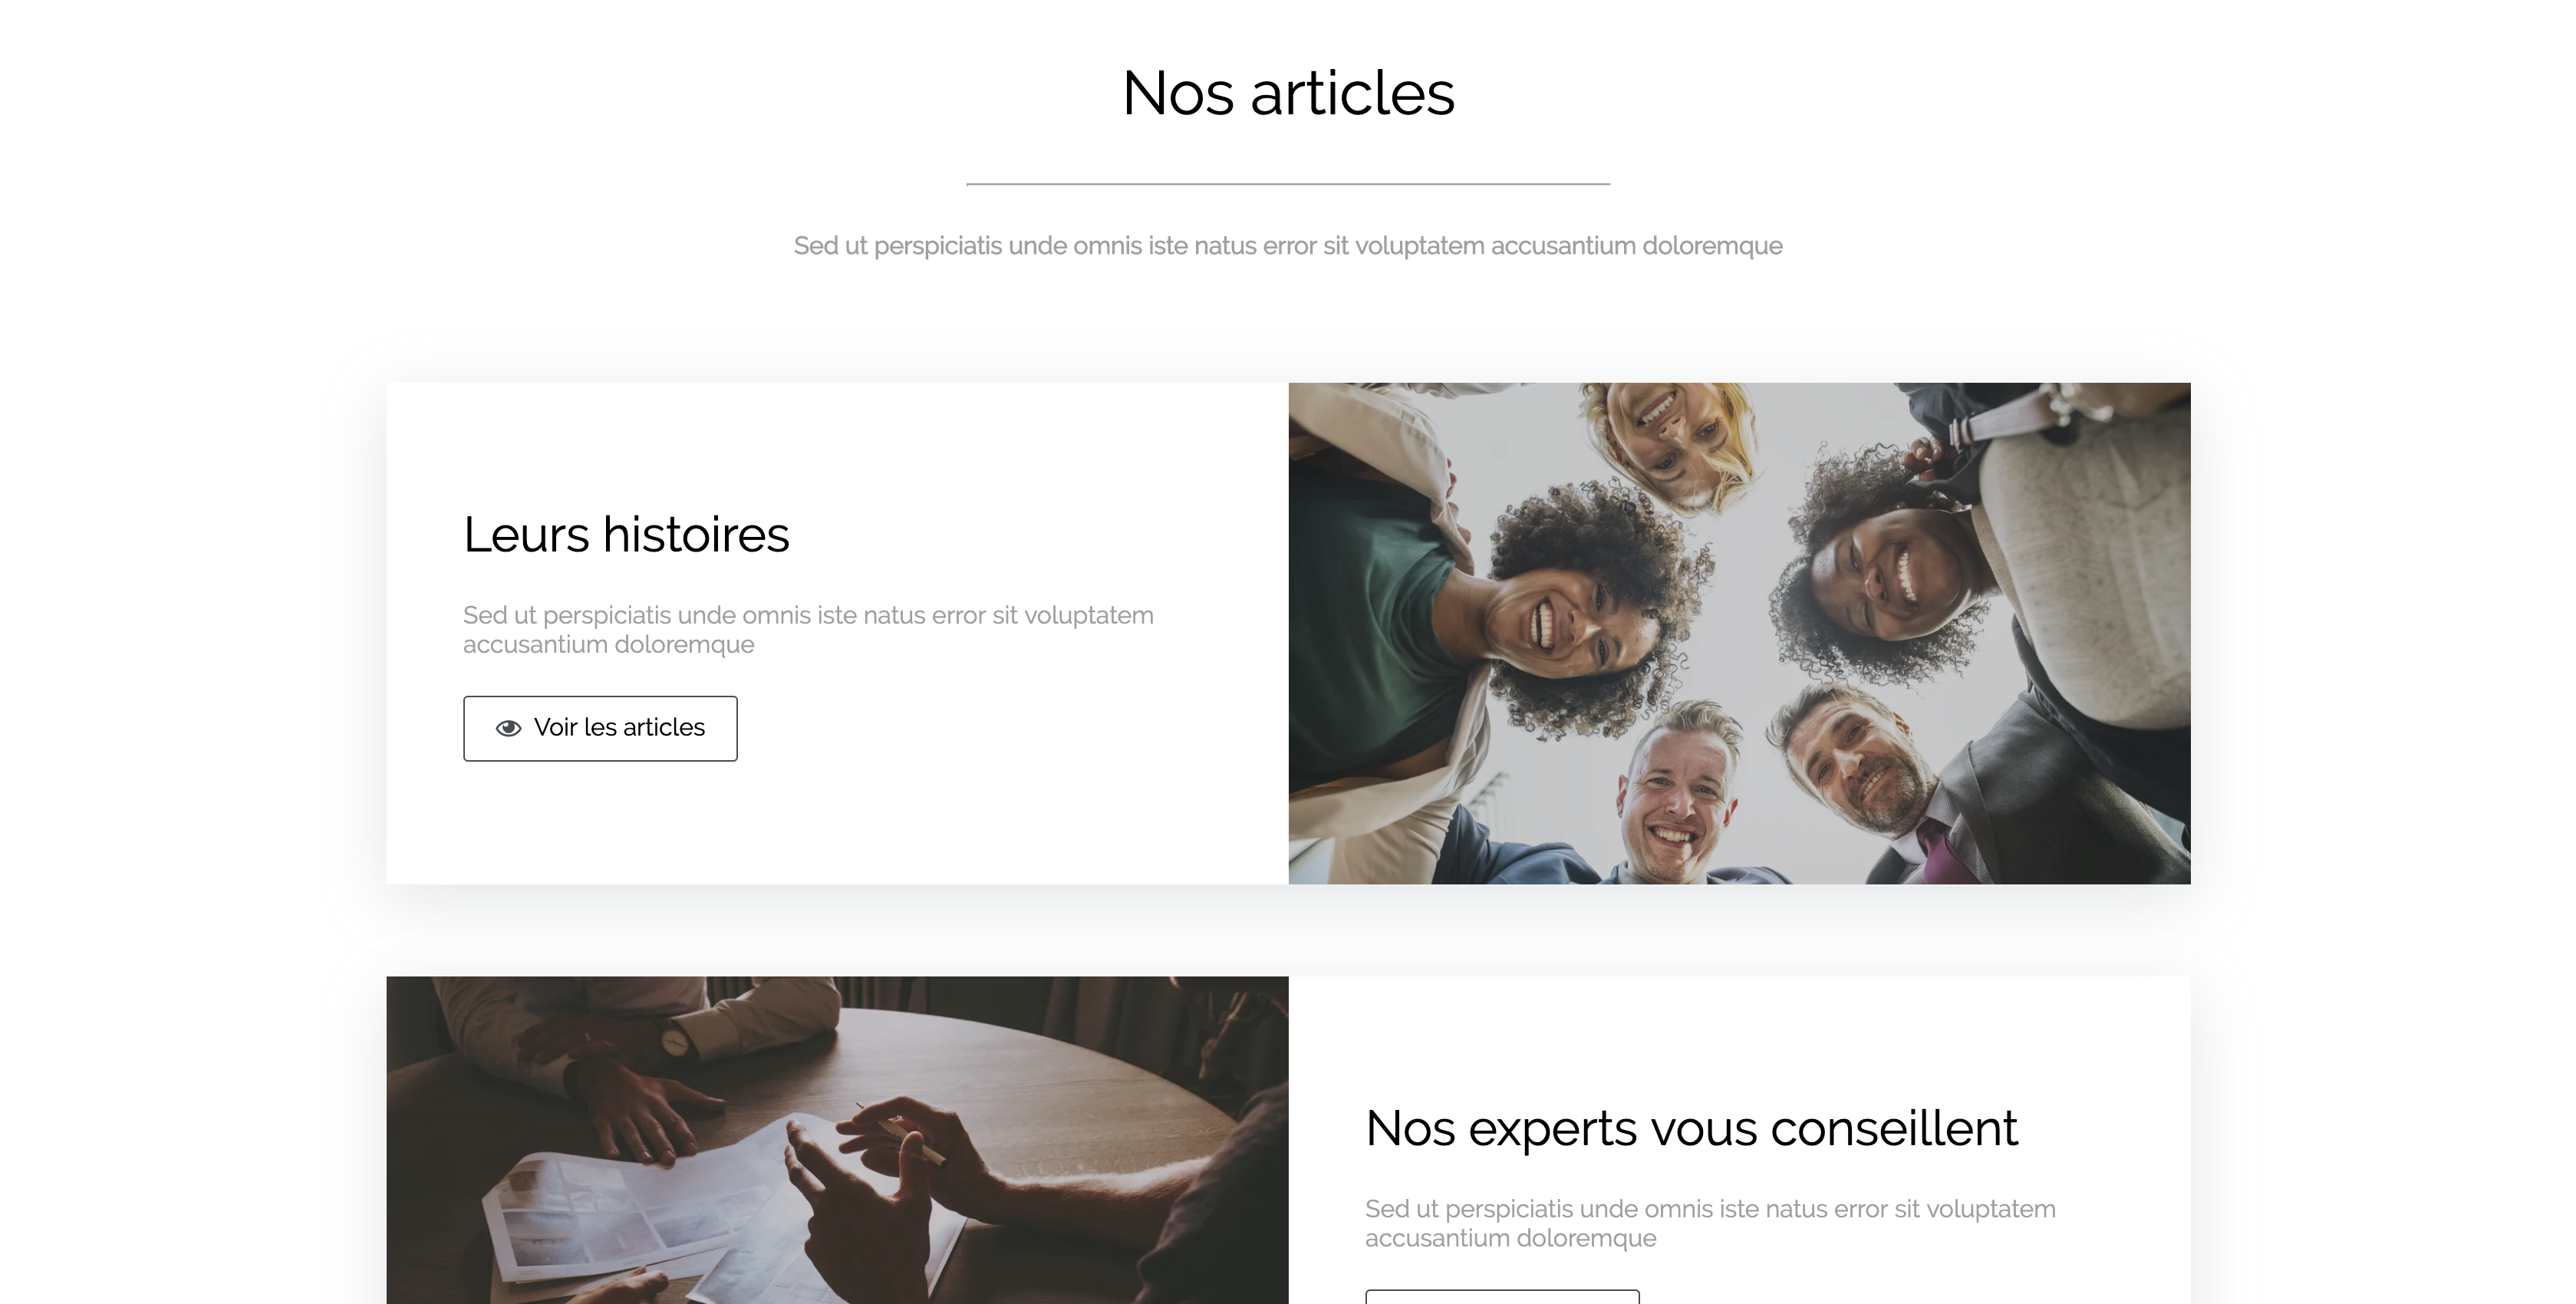 Nos articles
Sed ut perspiciatis unde omnis iste natus error sit voluptatem accusantium doloremque
Leurs histoires
Sed ut perspiciatis unde omnis iste natus error sit voluptatem
accusantium doloremque
Voir les articles
Nos experts vous conseillent
Sed ut perspiciatis unde omnis iste natus error sit voluptatem
accusantium doloremque